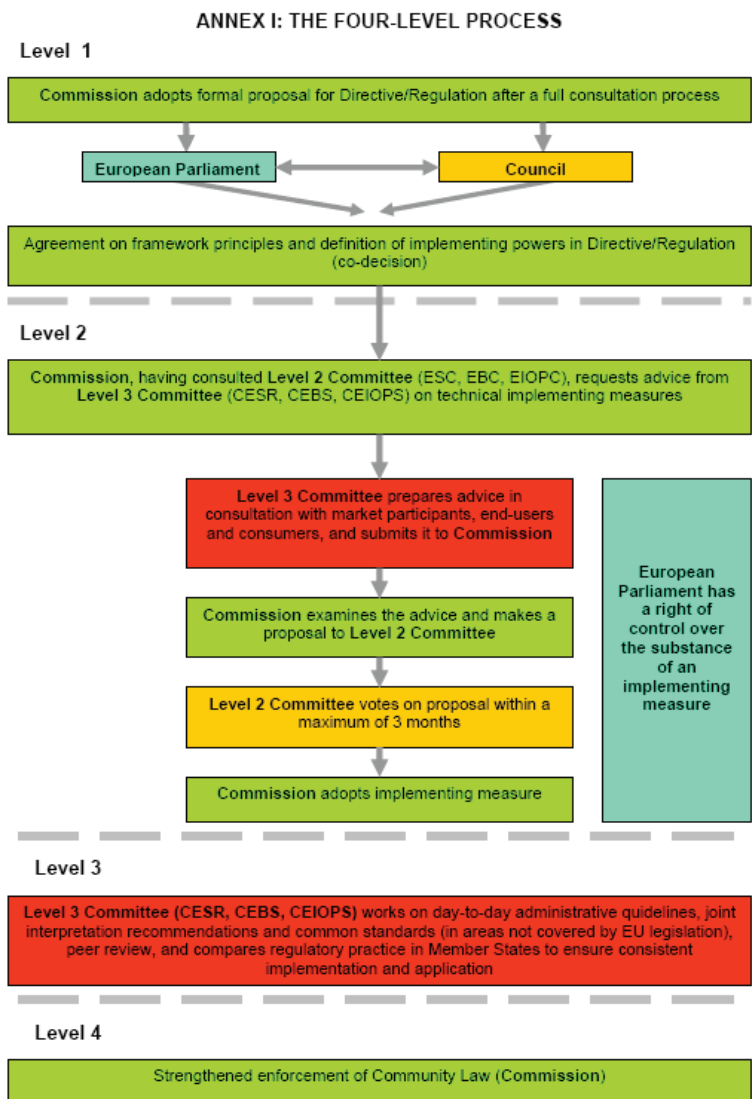 ANNEX I: THE FOUR-LEVEL PROCESS
Level 1
Commission adopts formal proposal for Directive/Regulation after a full consultation process
European Parliament
Council
Agreement on framework principles and definition of implementing powers in Directive/Regulation
(co-decision)
Level 2
Commission, having consulted Level 2 Committee (ESC, EBC, EIOPC), requests advice from
Level 3 Committee (CESR, CEBS, CEIOPS) on technical implementing measures
Level 3 Committee prepares advice in
consultation with market participants, end-users
and consumers, and submits it to Commission
European
Parliament has
a right of
control over
the substance
of an
implementing
measure
Commission examines the advice and makes a
proposal to Level 2 Committee
Level 2 Committee votes on proposal within a
maximum of 3 months
Commission adopts implementing measure
Level 3
Level 3 Committee (CESR, CEBS, CEIOPS) works on day-to-day administrative guidelines, joint
interpretation recommendations and common standards (in areas not covered by EU legislation),
peer review, and compares regulatory practice in Member States to ensure consistent
implementation and application
Level 4
Strengthened enforcement of Community Law (Commission)